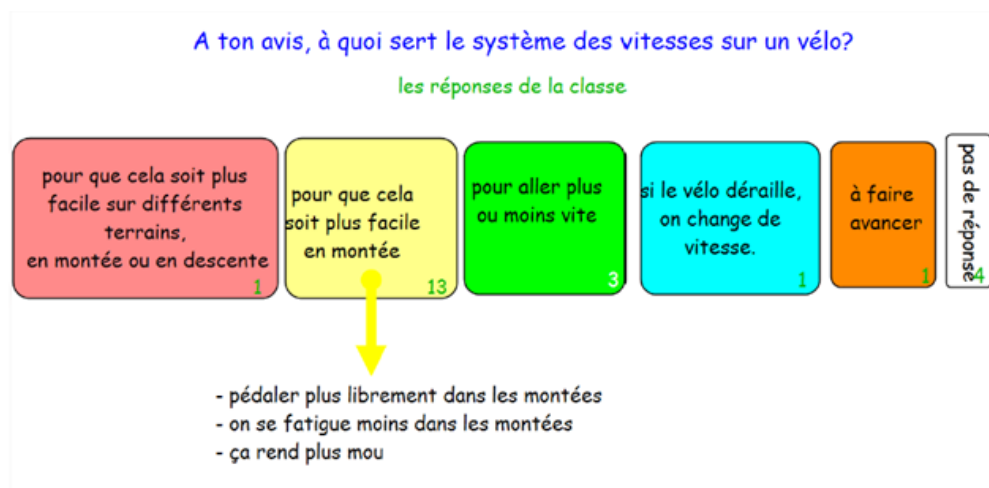 A ton avis, à quoi sert le système des vitesses sur un vélo?
les réponses de la classe
pour que cela soit plus
facile sur différents
terrains,
en montée ou en descente
1
pour que cela
soit plus facile
en montée
13
pour aller plus
ou moins vite
3
si le vélo déraille,
on change de
vitesse.
1
à faire
avancer
1
pas de réponse
4
- pédaler plus librement dans les montées
- on se fatigue moins dans les montées
- ça rend plus mou